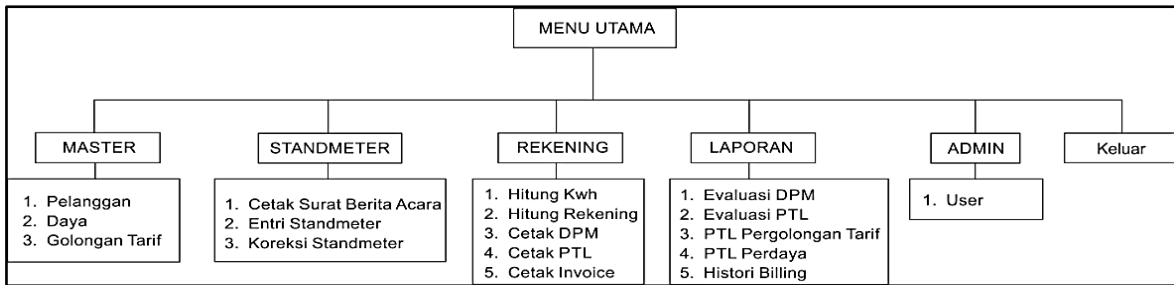 MENU UTAMA
MASTER
STANDMETER
REKENING
LAPORAN
ADMIN
Keluar
1. Pelanggan
2. Daya
3. Golongan Tarif
1. Cetak Surat Berita Acara
2. Entri Standmeter
3. Koreksi Standmeter
1. Hitung Kwh
2. Hitung Rekening
3. Cetak DPM
4. Cetak PTL
5. Cetak Invoice
1. Evaluasi DPM
2. Evaluasi PTL
3. PTL Pergolongan Tarif
4. PTL Perdaya
5. Histori Billing
1. User